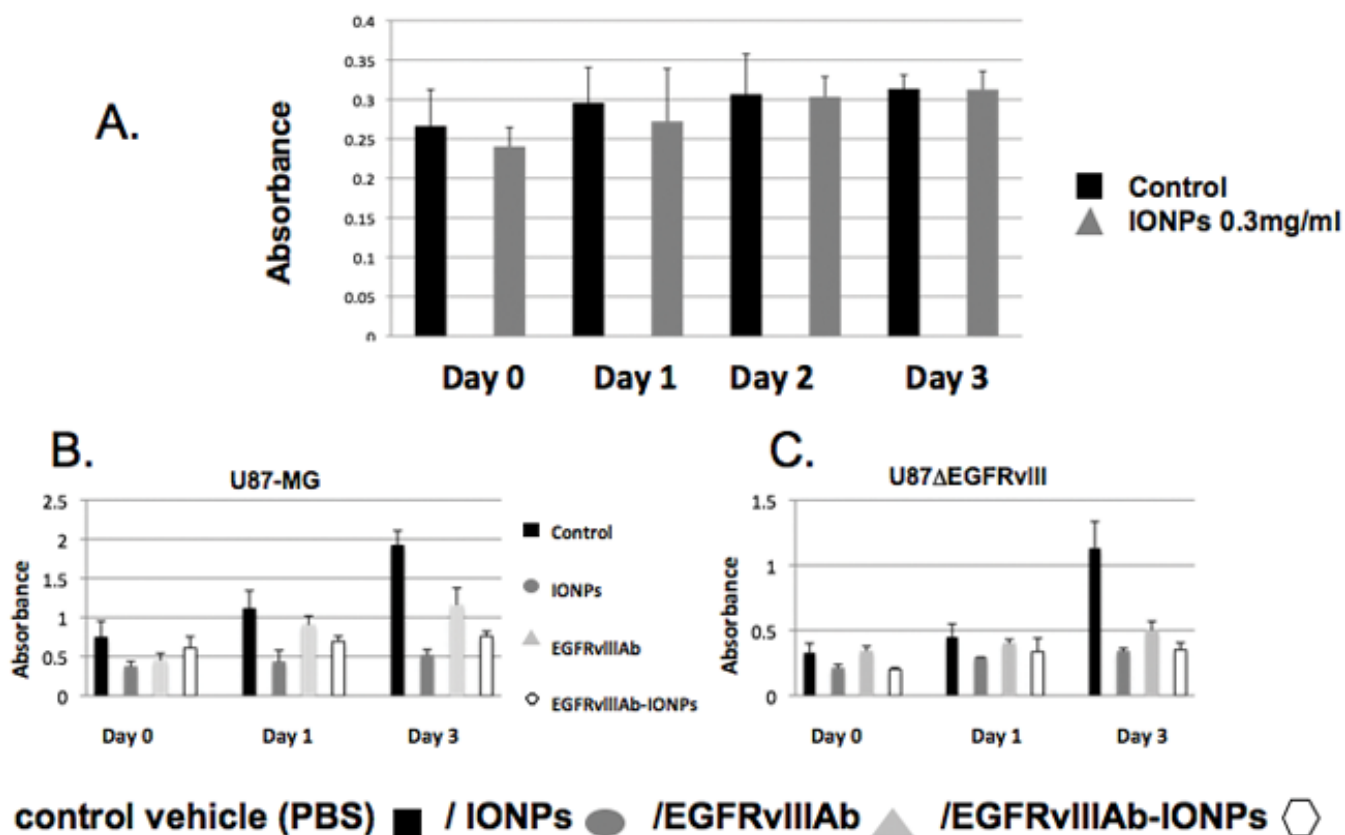 A.
Absorbance
0.4
0.35
0.3
0.25
0.2
0.15
0.1
0.05
0
Day 0 Day 1 Day 2 Day 3
Control
IONPs 0.3mg/ml
B.
U87-MG
Absorbance
2.5
2
1.5
1
0.5
0
Day 0 Day 1 Day 3
Control
IONPs
EGFRvIIIAb
EGFRvIIIAb-IONPs
C.
U87ΔEGFRvIII
Absorbance
1.5
1
0.5
0
Day 0 Day 1 Day 3
control vehicle (PBS) / IONPs /EGFRvIIIAb /EGFRvIIIAb-IONPs